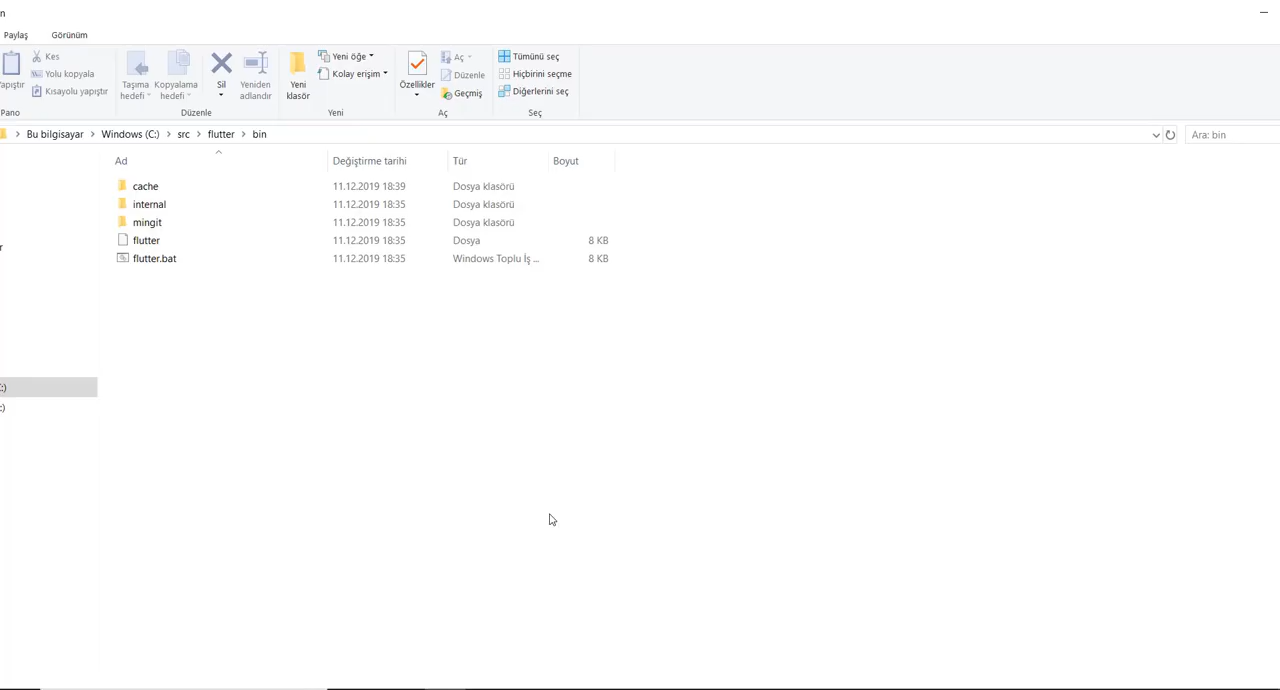 n
Paylaş Görünüm
Kes
Yolu kopyala
Kısayolu yapıştır
Pano
Taşıma hedefi
Kopyalama hedefi
Sil
Yeniden adlandır
Düzenle
Yeni klasör
Yeni öğe
Kolay erişim
Yeni
Özellikler
Aç
Düzenle
Geçmiş
Aç
Tümünü seç
Hiçbirini seçme
Diğerlerini seç
Seç
Bu bilgisayar > Windows (C:) > src > flutter > bin
Ara: bin
Ad Değiştirme tarihi Tür Boyut
cache 11.12.2019 18:39 Dosya klasörü
internal 11.12.2019 18:35 Dosya klasörü
mingit 11.12.2019 18:35 Dosya klasörü
flutter 11.12.2019 18:35 Dosya 8 KB
flutter.bat 11.12.2019 18:35 Windows Toplu İş ... 8 KB
r
:)
:)